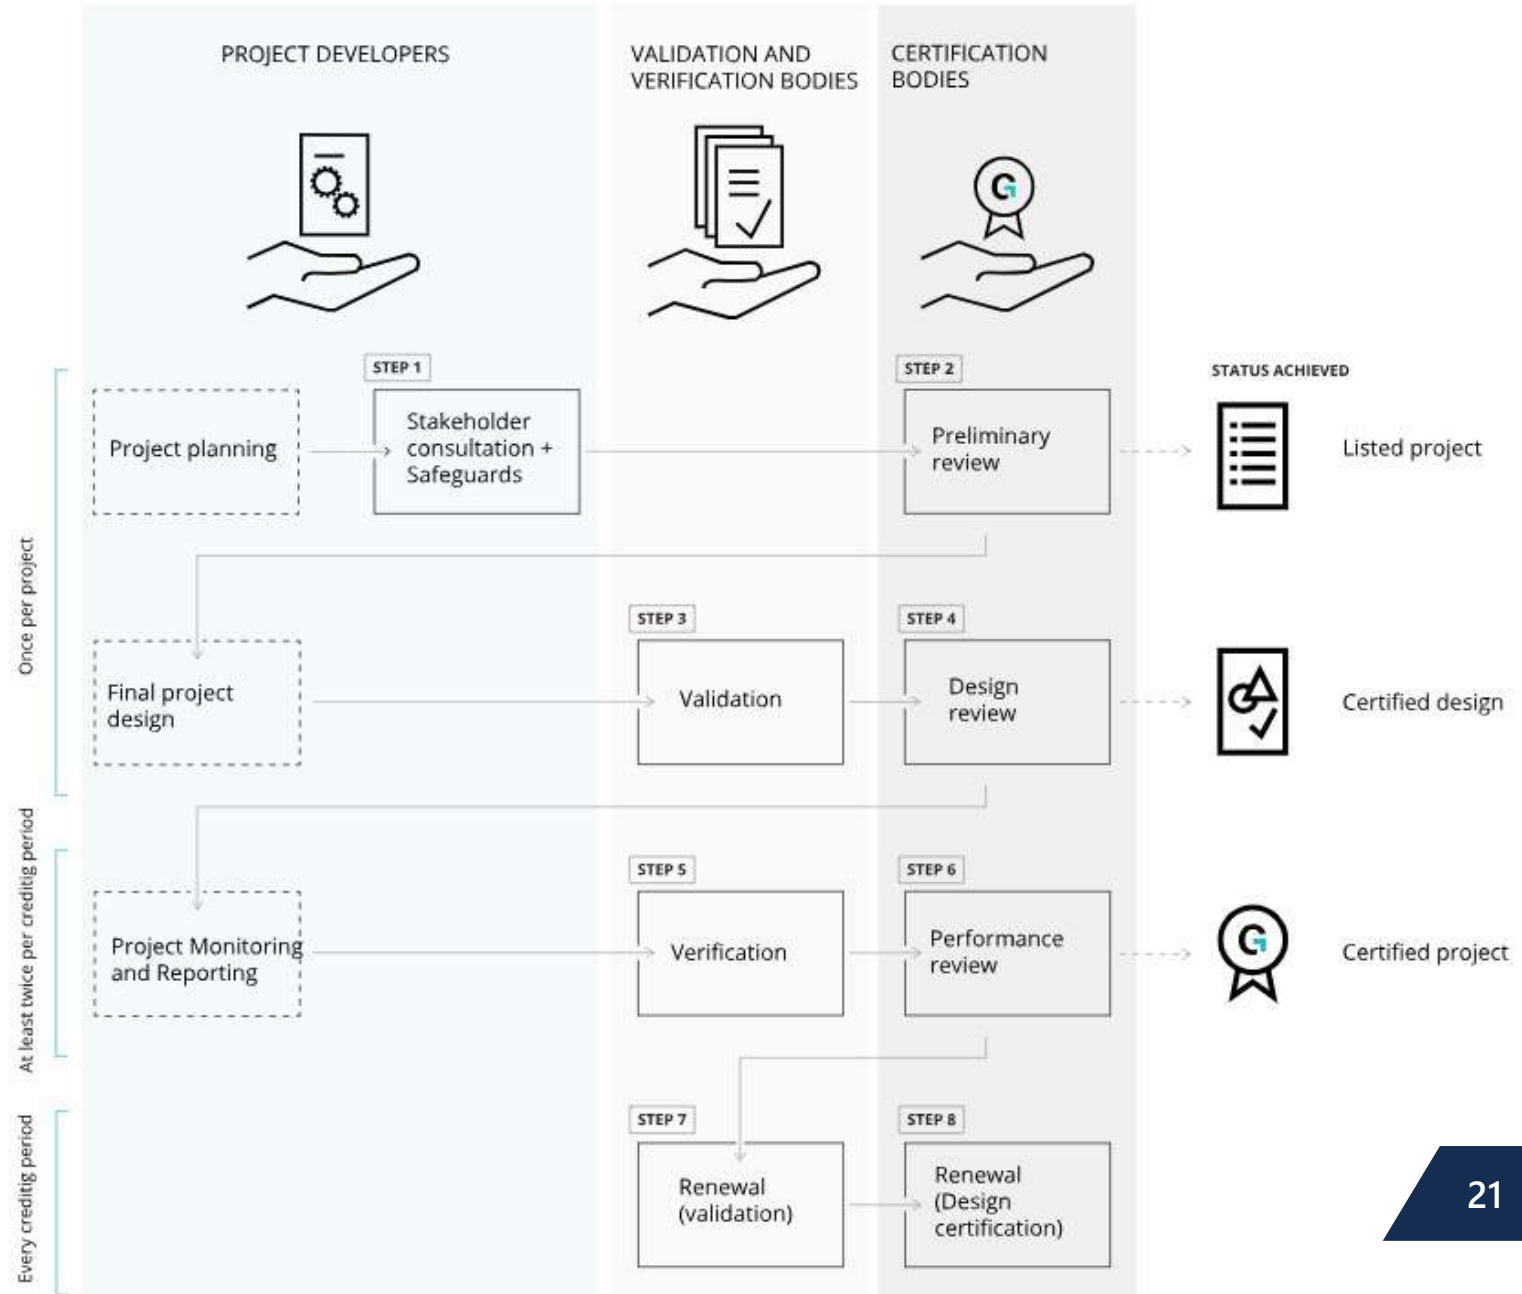 PROJECT DEVELOPERS
VALIDATION AND
VERIFICATION BODIES
CERTIFICATION
BODIES
STEP 1
STEP 2
STATUS ACHIEVED
Project planning
Stakeholder
consultation +
Safeguards
Preliminary
review
Listed project
Once per project
STEP 3
STEP 4
Final project
design
Validation
Design
review
Certified design
At least twice per creditig period
STEP 5
STEP 6
Project Monitoring
and Reporting
Verification
Performance
review
Certified project
Every creditig period
STEP 7
STEP 8
Renewal
(validation)
Renewal
(Design
certification)
21